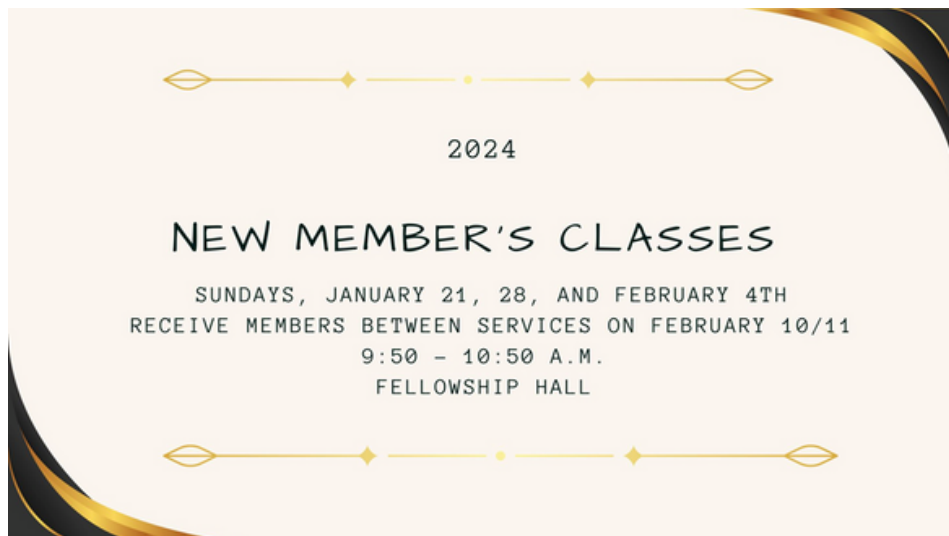 2024
NEW MEMBER'S CLASSES
SUNDAYS, JANUARY 21, 28, AND FEBRUARY 4TH
RECEIVE MEMBERS BETWEEN SERVICES ON FEBRUARY 10/11
9:50 – 10:50 A.M.
FELLOWSHIP HALL